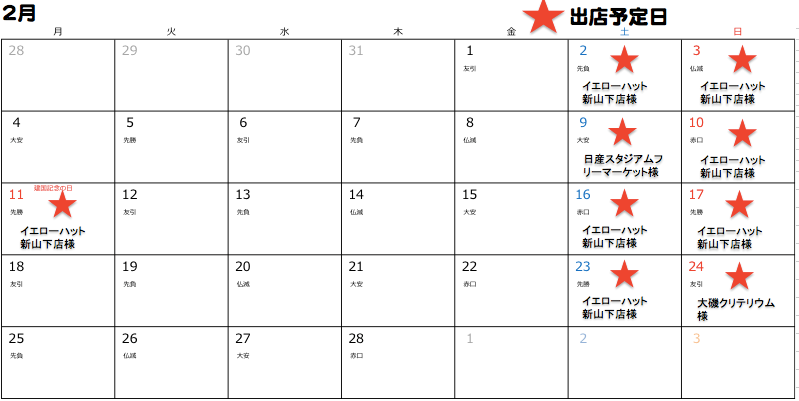 2月
出店予定日
月 火 水 木 金 土 日
28 29 30 31 1 2 3
友引 先負 仏滅
イエローハット イエローハット
新山下店様 新山下店様
4 5 6 7 8 9 10
大安 先勝 友引 先負 仏滅 大安 赤口
日産スタジアムフ イエローハット
リーマーケット様 新山下店様
建国記念の日
11 12 13 14 15 16 17
先勝 友引 先負 仏滅 大安 赤口 先勝
イエローハット イエローハット イエローハット
新山下店様 新山下店様 新山下店様
18 19 20 21 22 23 24
友引 先負 仏滅 大安 赤口 先勝 友引
イエローハット 大磯クリテリウム
新山下店様 様
25 26 27 28 1 2 3
先負 仏滅 大安 赤口